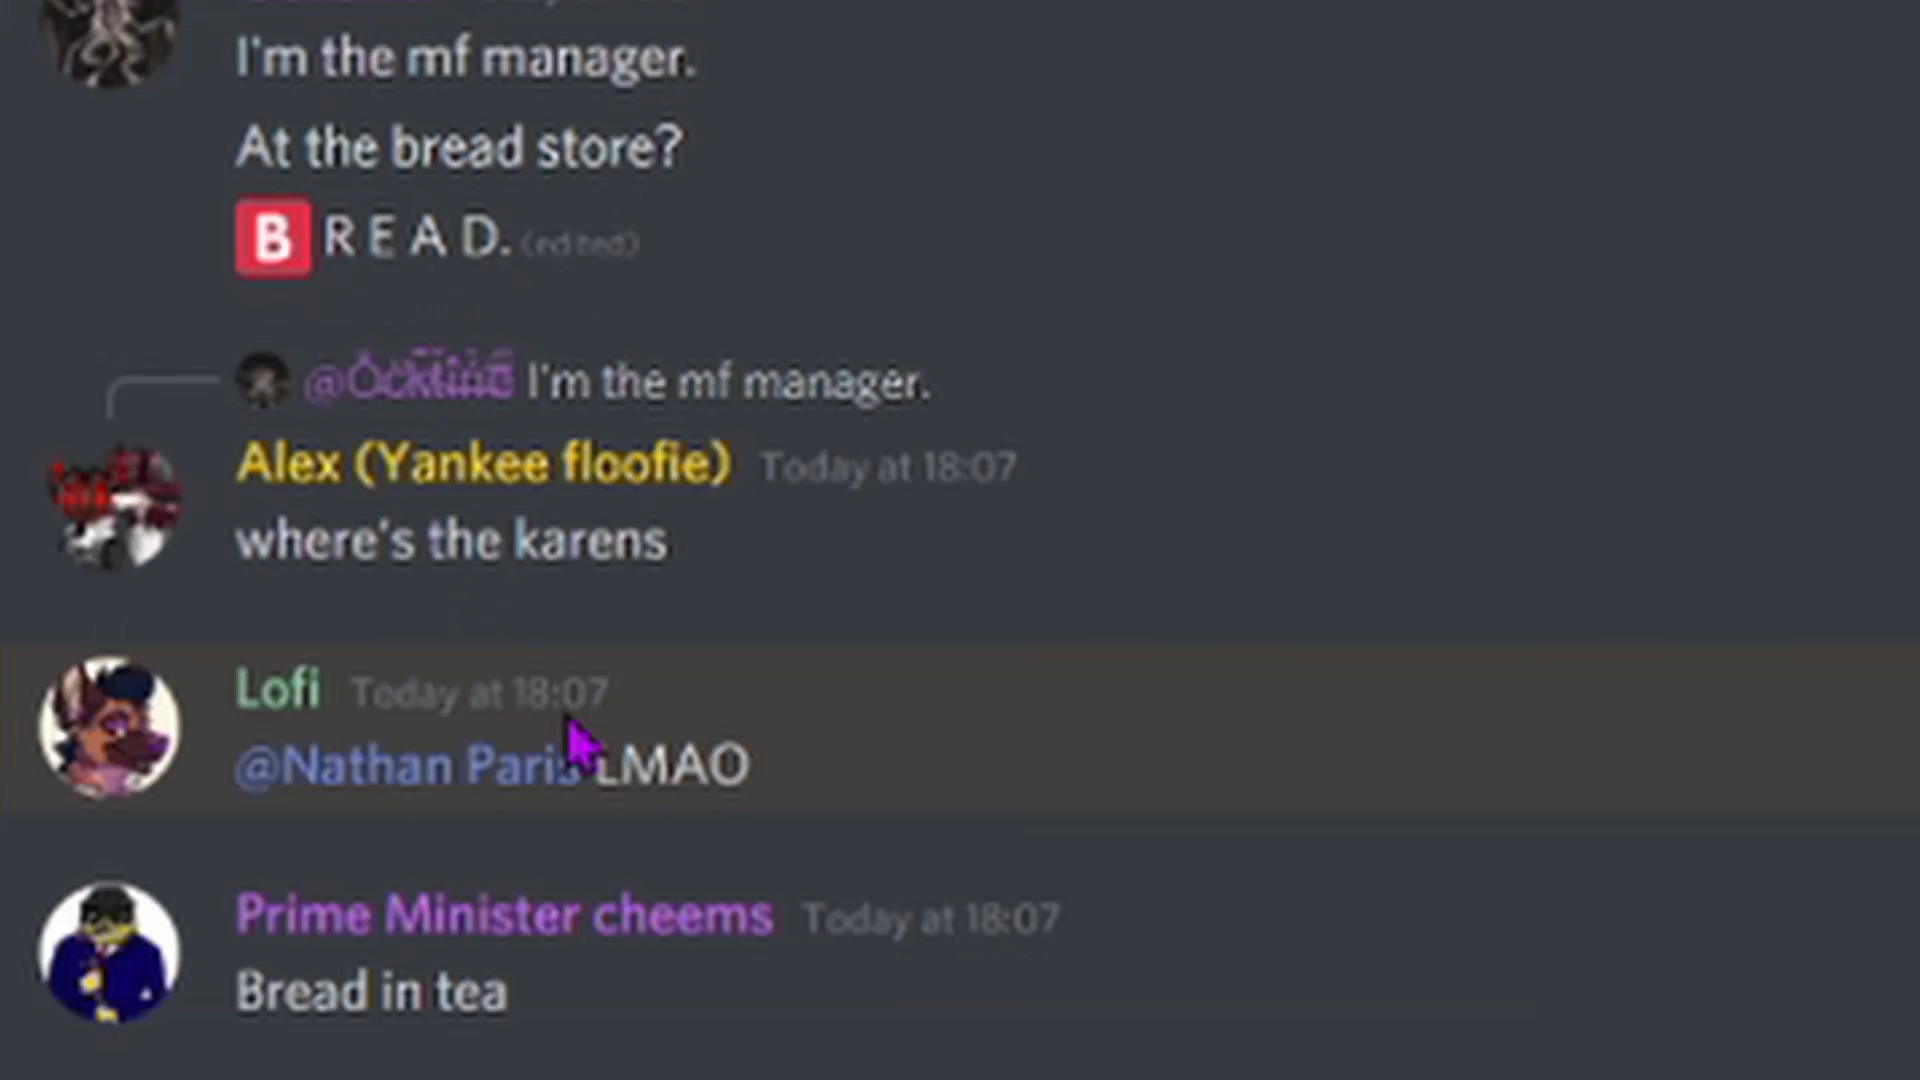 I'm the mf manager.
At the bread store?
B R E A D. (edited)
I'm the mf manager.
Alex (Yankee floofie) Today at 18:07
where's the karens
Lofi Today at 18:07
@Nathan Paris LMAO
Prime Minister cheems Today at 18:07
Bread in tea